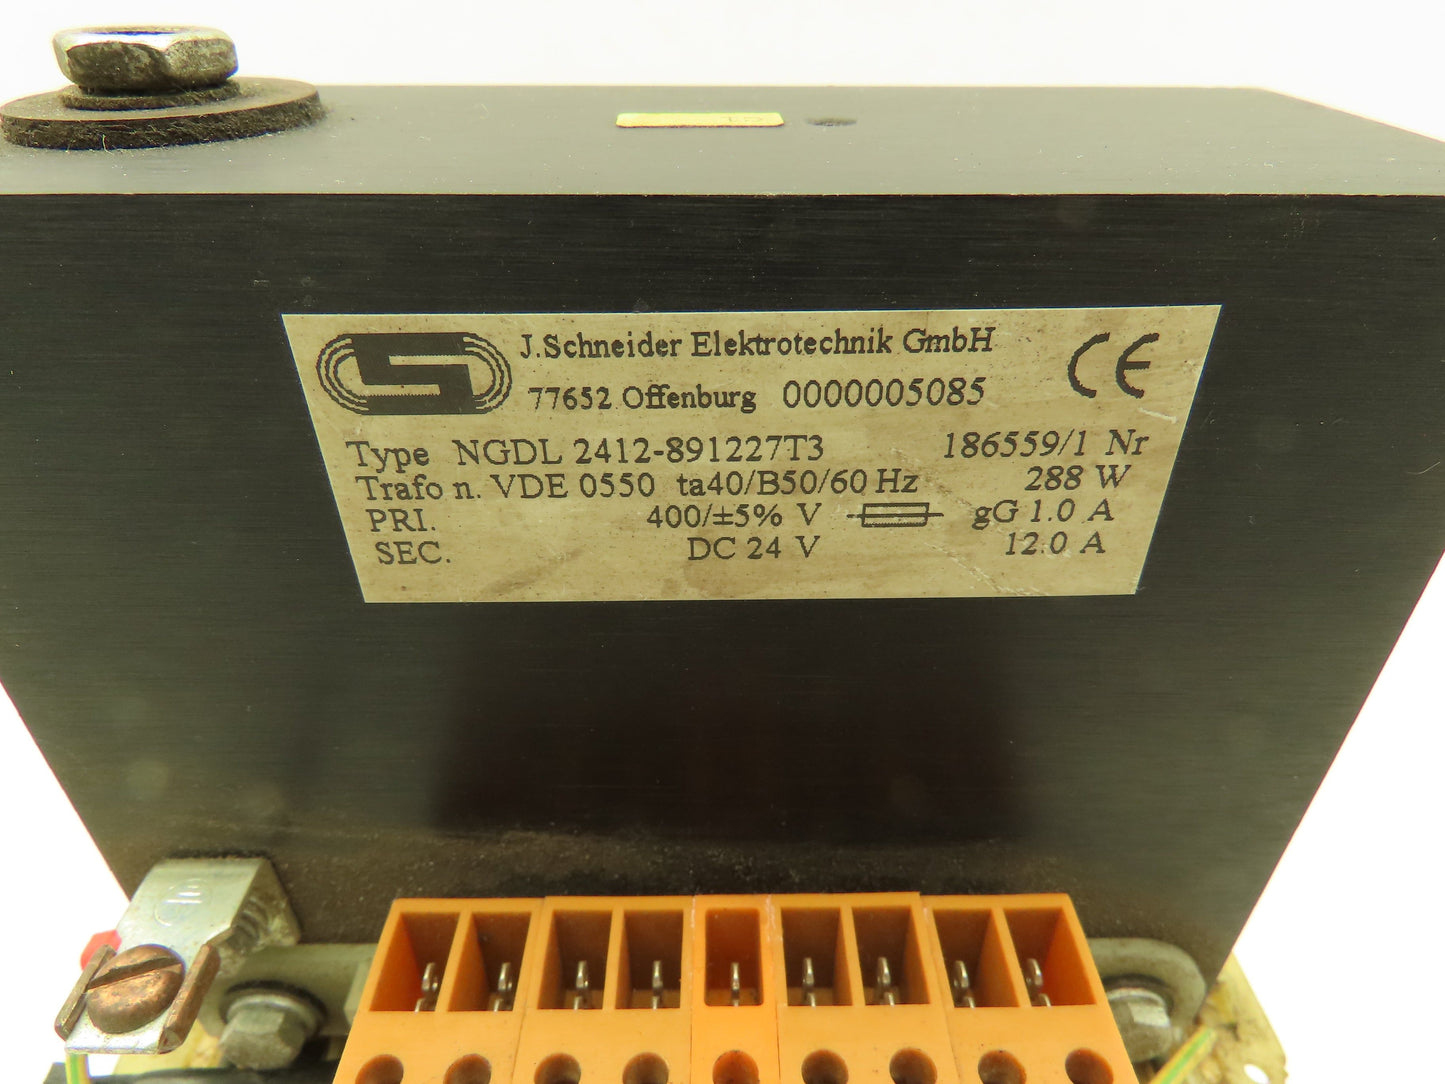 J.Schneider Elektrotechnik GmbH CE
77652 Offenburg 0000005085
Type NGDL 2412-891227T3 186559/1 Nr
Trafo n. VDE 0550 ta40/B50/60 Hz 288 W
PRI. 400/±5% V gG 1.0 A
SEC. DC 24 V 12.0 A